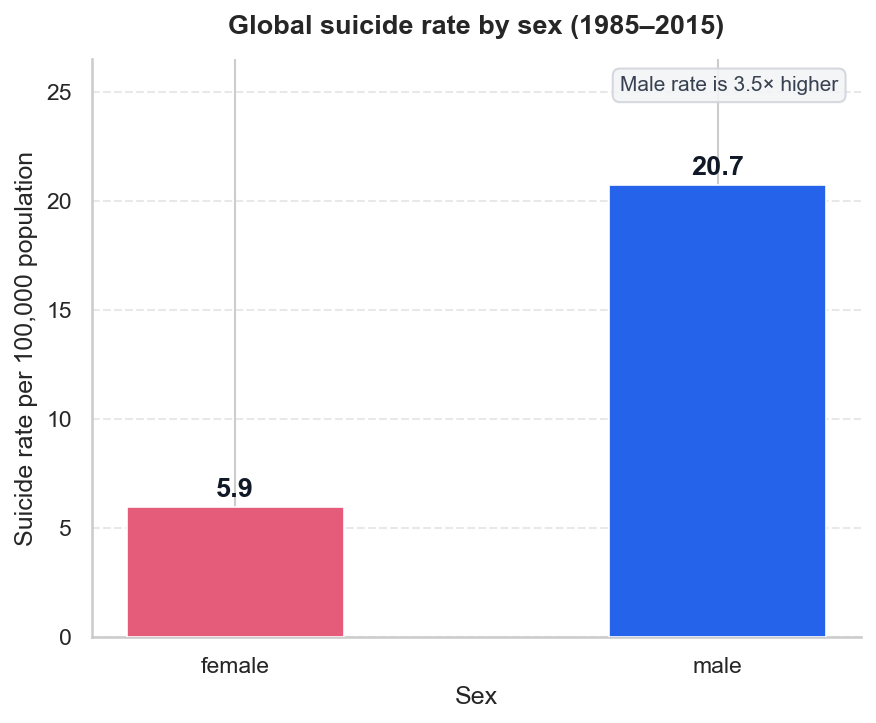 Global suicide rate by sex (1985–2015)
Male rate is 3.5× higher
Suicide rate per 100,000 population
25
20
15
10
5
0
5.9
20.7
female
male
Sex